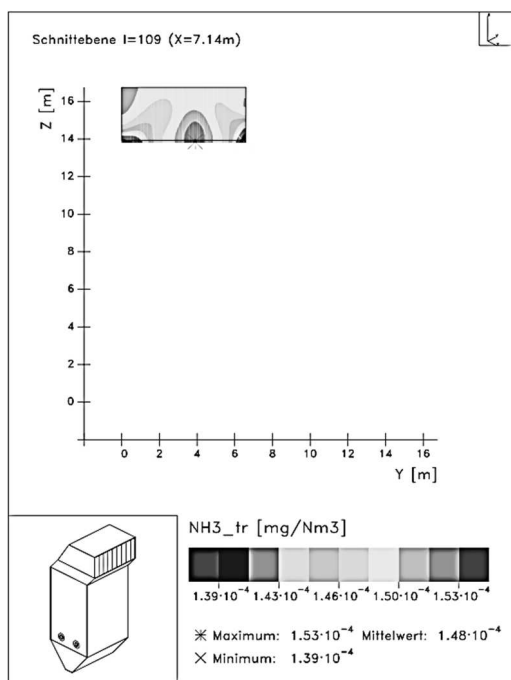 Schnittebene I=109 (X=7.14m)
Z [m]
16
14
12
10
8
6
4
2
0
0 2 4 6 8 10 12 14 16
Y [m]
NH3_tr [mg/Nm3]
1.39·10⁻⁴ 1.43·10⁻⁴ 1.46·10⁻⁴ 1.50·10⁻⁴ 1.53·10⁻⁴
Maximum: 1.53·10⁻⁴ Mittelwert: 1.48·10⁻⁴
Minimum: 1.39·10⁻⁴